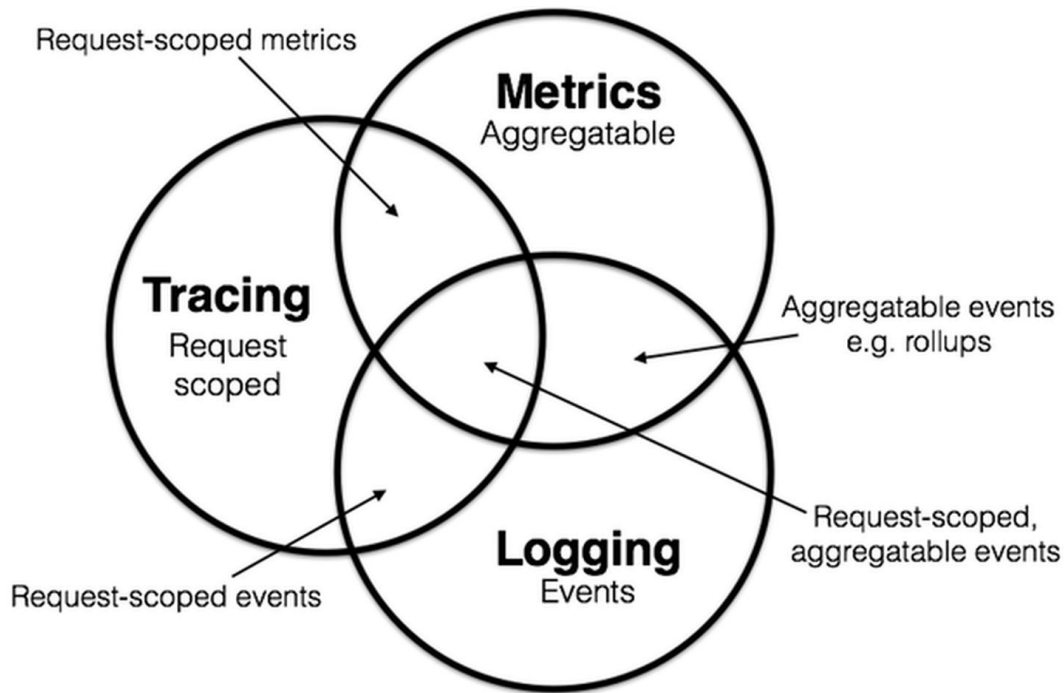 Request-scoped metrics
Metrics
Aggregatable
Tracing
Request
scoped
Aggregatable events
e.g. rollups
Request-scoped,
aggregatable events
Logging
Events
Request-scoped events